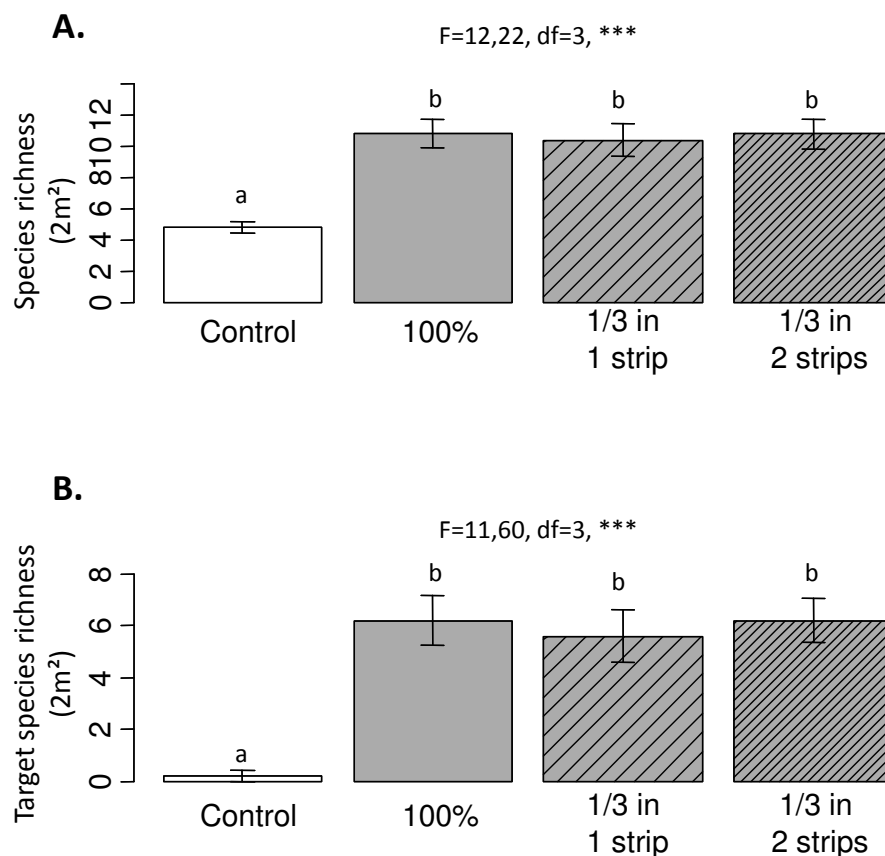 A.
F=12,22, df=3, ***
Species richness
(2m²)
0 2 4 6 8 10 12
a
b
b
b
Control
100%
1/3 in
1 strip
1/3 in
2 strips
B.
F=11,60, df=3, ***
Target species richness
(2m²)
0 2 4 6 8
a
b
b
b
Control
100%
1/3 in
1 strip
1/3 in
2 strips